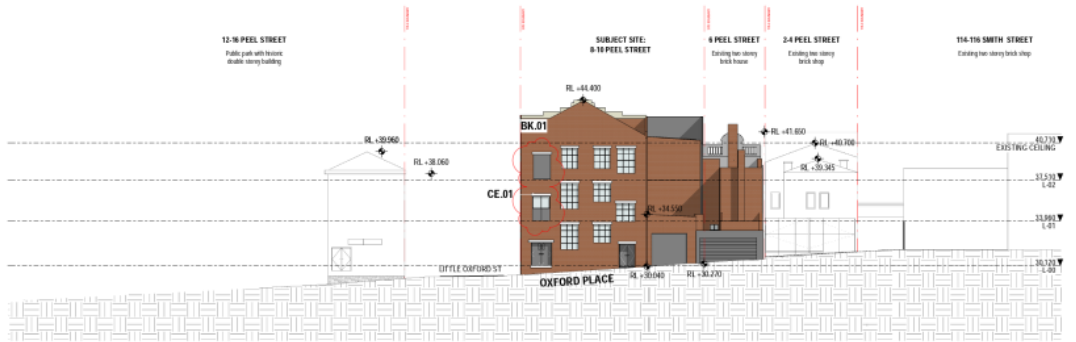 12-16 PEEL STREET
Public park with historic
double storey building
SUBJECT SITE:
8-10 PEEL STREET
6 PEEL STREET
Existing two storey
brick house
2-4 PEEL STREET
Existing two storey
brick shop
114-116 SMITH STREET
Existing two storey brick shop
RL +44.400
BK.01
RL +41.650
RL +39.960
RL +40.700
40,710
EXISTING CEILING
RL +38.060
RL +39.345
37,510
L-02
CE.01
RL +34.550
33,980
L-01
30,120
L-00
LITTLE OXFORD ST
OXFORD PLACE
RL +30.040
RL +30.270